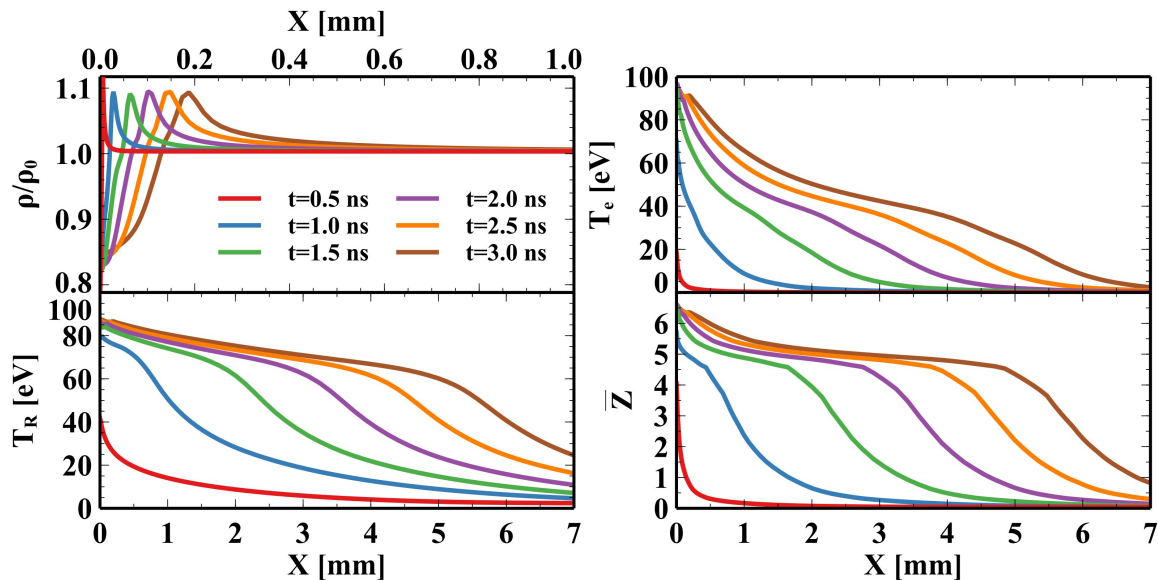 X [mm]
0.0 0.2 0.4 0.6 0.8 1.0
1.1
1.0
0.9
0.8
ρ/ρ0
t=0.5 ns t=2.0 ns
t=1.0 ns t=2.5 ns
t=1.5 ns t=3.0 ns
100
80
60
40
20
0
T_e [eV]
100
80
60
40
20
0
T_R [eV]
0 1 2 3 4 5 6 7
X [mm]
6
5
4
3
2
1
0
Z̅
0 1 2 3 4 5 6 7
X [mm]